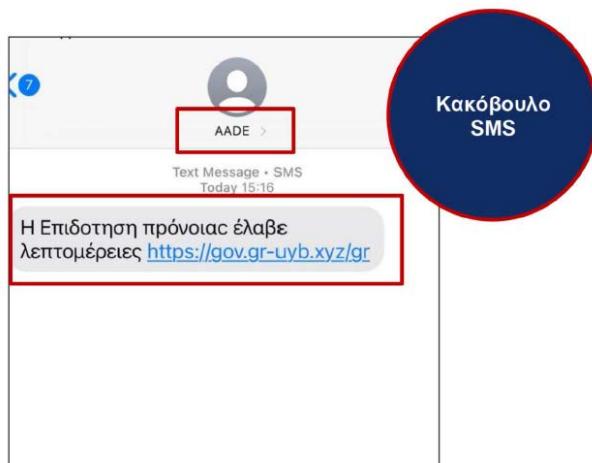 7
Κακόβουλο
SMS
AADE >
Text Message • SMS
Today 15:16
Η Επιδοτηση πρόνοιας έλαβε
λεπτομέρειες https://gov.gr-uyb.xyz/gr